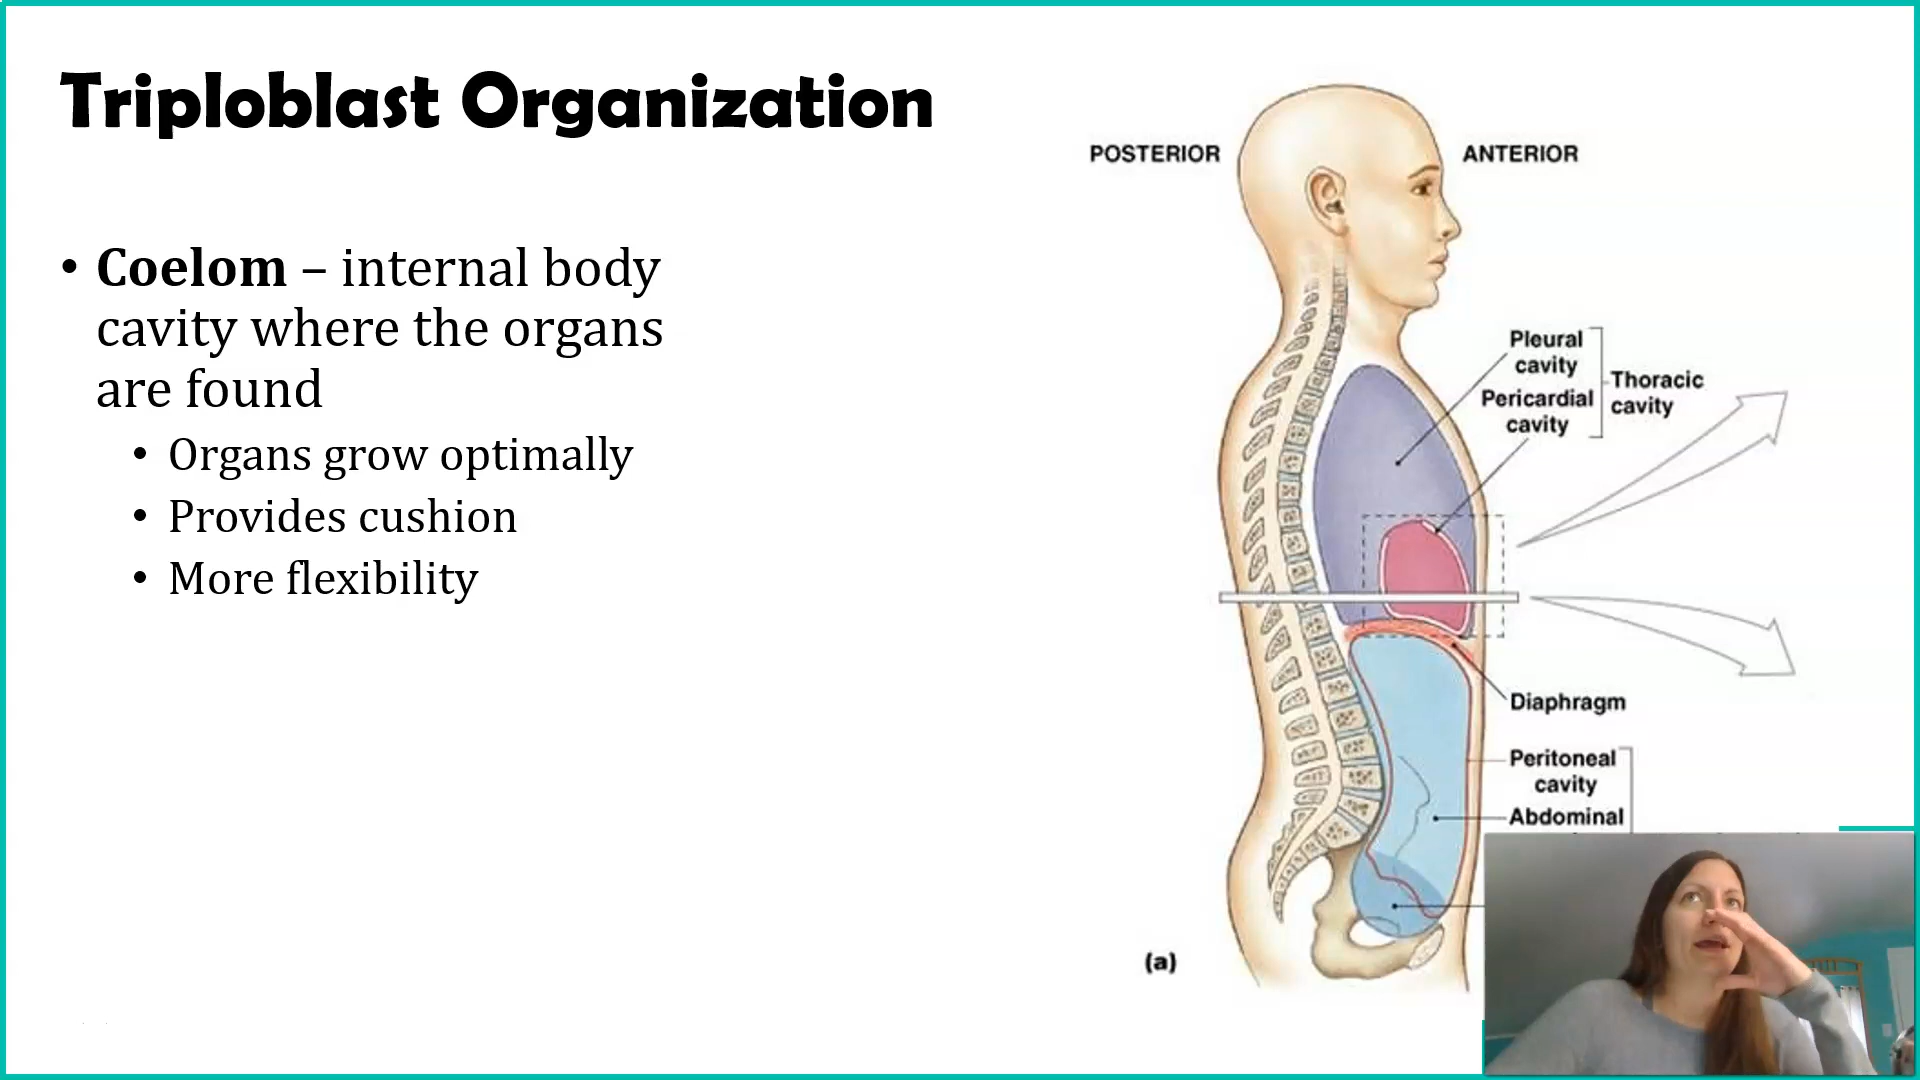 Triploblast Organization
POSTERIOR
ANTERIOR
• Coelom – internal body
cavity where the organs
are found
• Organs grow optimally
• Provides cushion
• More flexibility
Pleural
cavity
Pericardial
cavity
Thoracic
cavity
Diaphragm
Peritoneal
cavity
Abdominal
(a)